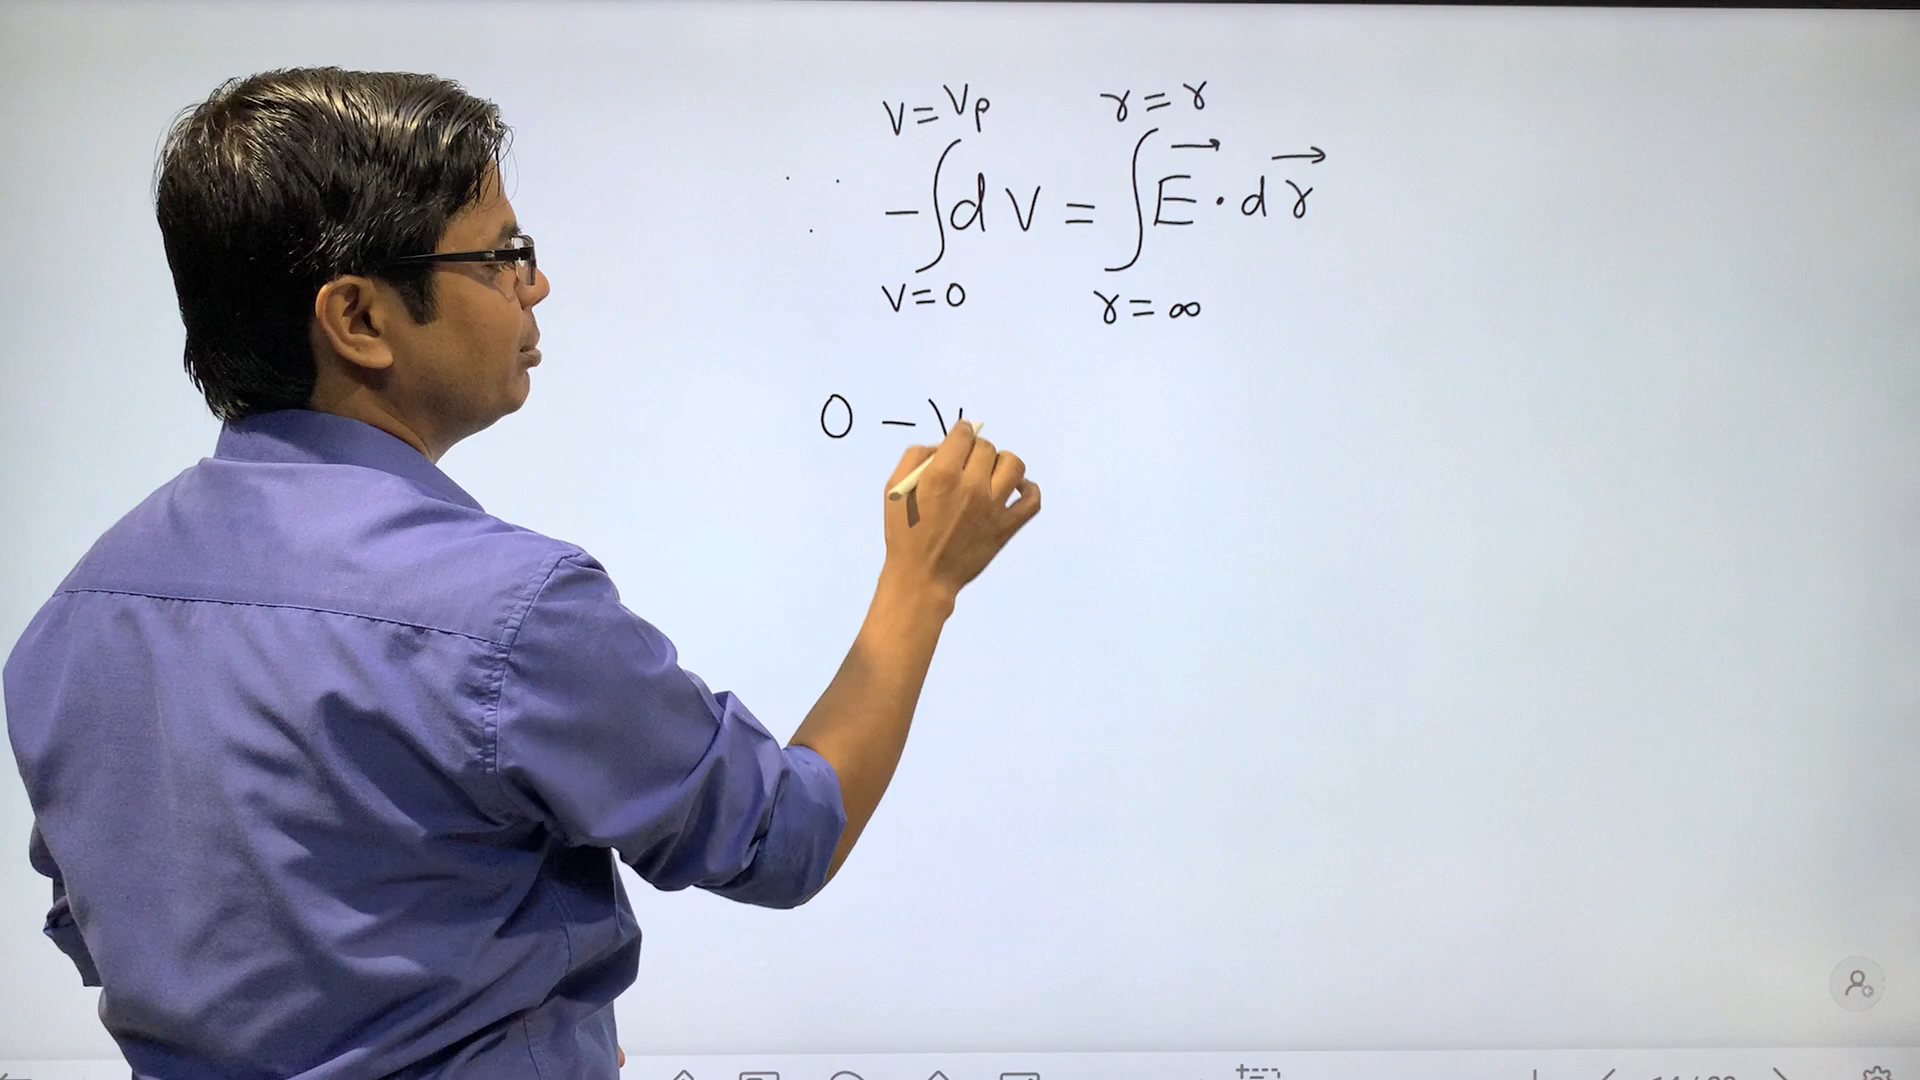 ∵
V = Vp r = r
-∫dV = ∫E⃗ · dr⃗
V = 0 r = ∞
0 - V